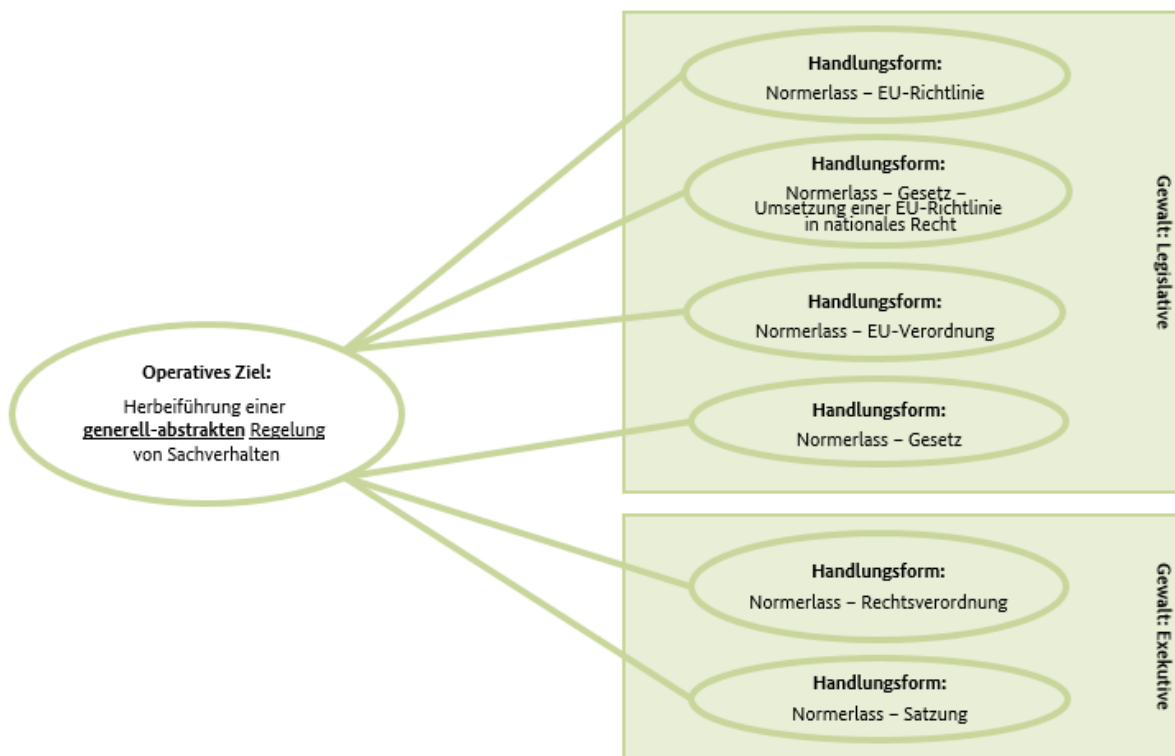 Handlungsform:
Normerlass – EU-Richtlinie
Handlungsform:
Normerlass – Gesetz –
Umsetzung einer EU-Richtlinie
in nationales Recht
Handlungsform:
Normerlass – EU-Verordnung
Handlungsform:
Normerlass – Gesetz
Gewalt: Legislative
Operatives Ziel:
Herbeiführung einer
generell-abstrakten Regelung
von Sachverhalten
Handlungsform:
Normerlass – Rechtsverordnung
Handlungsform:
Normerlass – Satzung
Gewalt: Exekutive